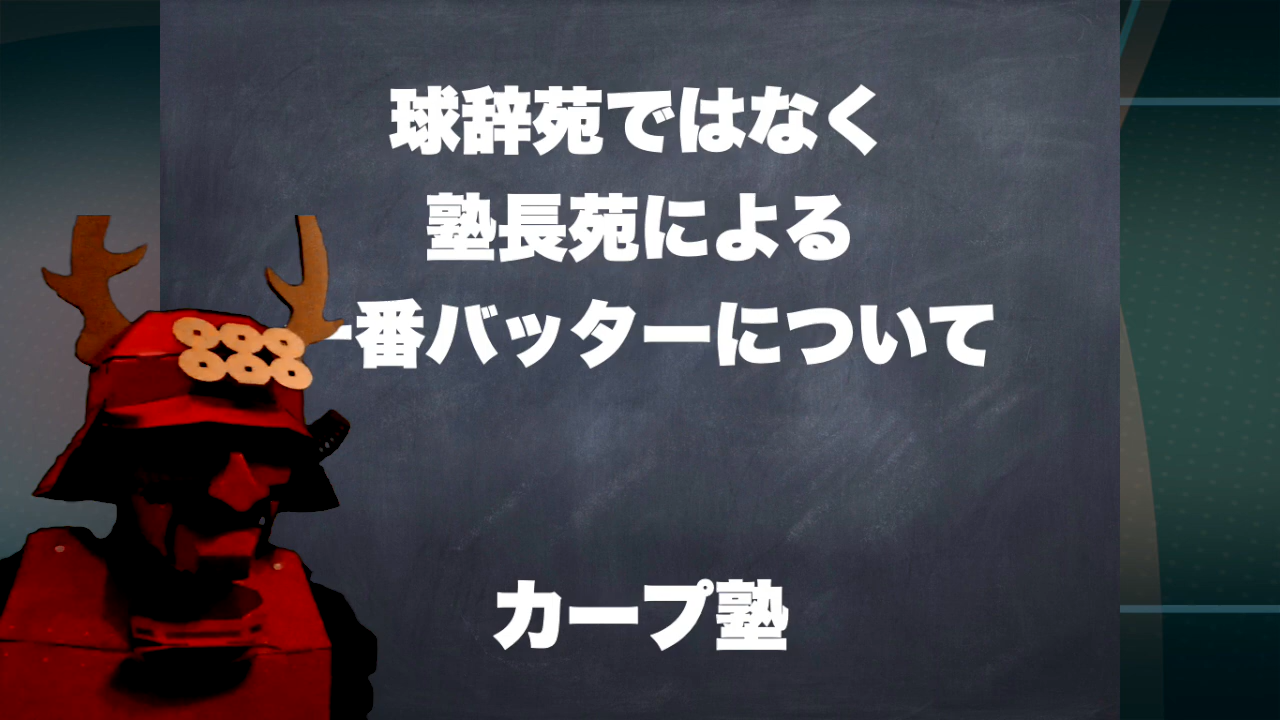 球辞苑ではなく
塾長苑による
一番バッターについて
カープ塾